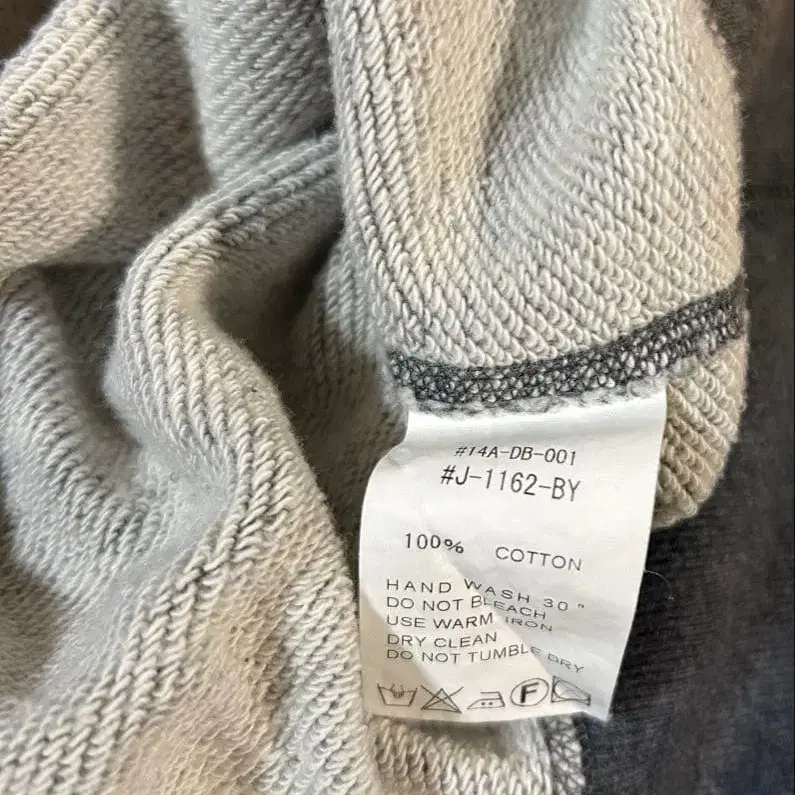 #14A-DB-001
#J-1162-BY
100% COTTON
HAND WASH 30°
DO NOT BLEACH
USE WARM IRON
DRY CLEAN
DO NOT TUMBLE DRY
F